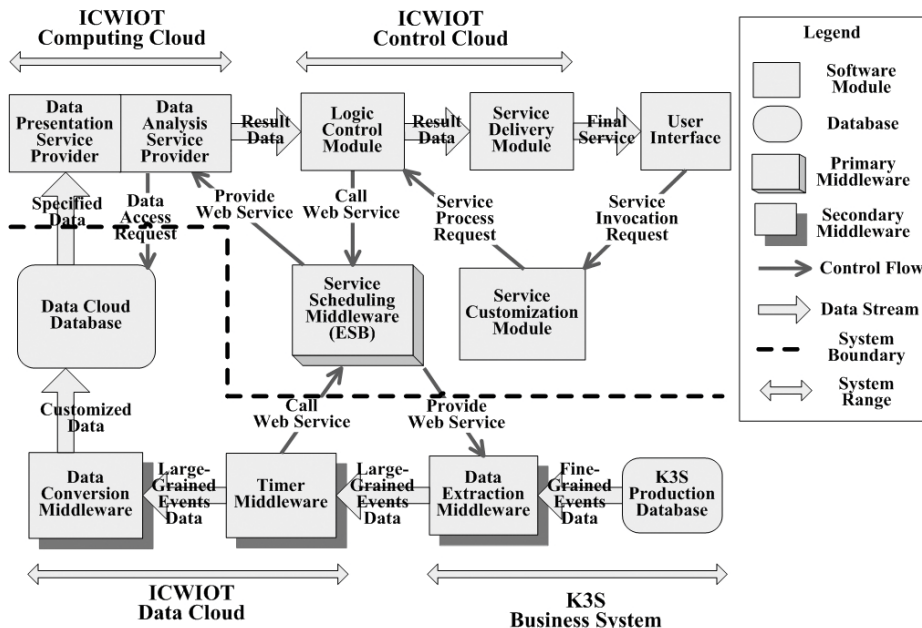 ICWIOT
Computing Cloud
ICWIOT
Control Cloud
Legend
Software
Module
Database
Primary
Middleware
Secondary
Middleware
Control Flow
Data Stream
System
Boundary
System
Range
Data
Presentation
Service
Provider
Data
Analysis
Service
Provider
Result
Data
Logic
Control
Module
Result
Data
Service
Delivery
Module
Final
Service
User
Interface
Specified
Data
Data
Access
Request
Provide
Web Service
Call
Web Service
Service
Process
Request
Service
Invocation
Request
Data Cloud
Database
Service
Scheduling
Middleware
(ESB)
Service
Customization
Module
Customized
Data
Call
Web Service
Provide
Web Service
Data
Conversion
Middleware
Large-
Grained
Events
Data
Timer
Middleware
Large-
Grained
Events
Data
Data
Extraction
Middleware
Fine-
Grained
Events
Data
K3S
Production
Database
ICWIOT
Data Cloud
K3S
Business System